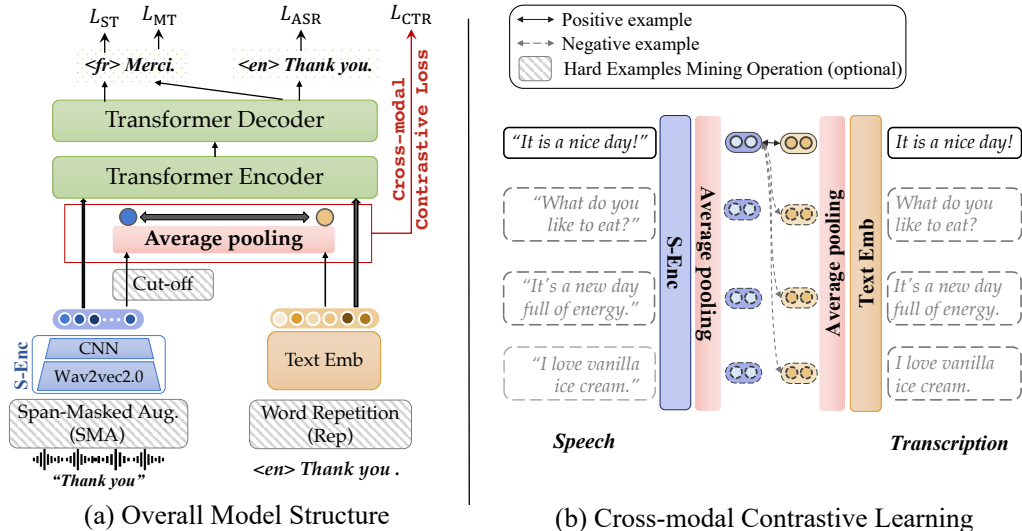 L_ST L_MT L_ASR L_CTR
<fr> Merci. <en> Thank you.
Transformer Decoder
Transformer Encoder
Cross-modal
Contrastive Loss
Average pooling
Cut-off
S-Enc
CNN
Wav2vec2.0
Text Emb
Span-Masked Aug.
(SMA)
Word Repetition
(Rep)
“Thank you”
<en> Thank you .
(a) Overall Model Structure
Positive example
Negative example
Hard Examples Mining Operation (optional)
“It is a nice day!”
“What do you
like to eat?”
“It’s a new day
full of energy.”
“I love vanilla
ice cream.”
S-Enc
Average pooling
Average pooling
Text Emb
It is a nice day!
What do you
like to eat?
It’s a new day
full of energy.
I love vanilla
ice cream.
Speech
Transcription
(b) Cross-modal Contrastive Learning